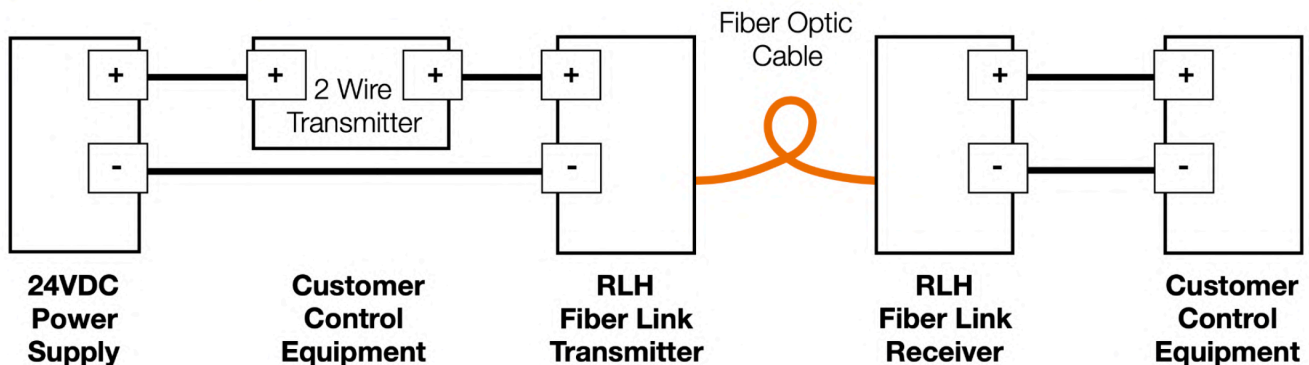 Fiber Optic
Cable
+ + + + + +
2 Wire
Transmitter
- - - -
24VDC
Power
Supply
Customer
Control
Equipment
RLH
Fiber Link
Transmitter
RLH
Fiber Link
Receiver
Customer
Control
Equipment